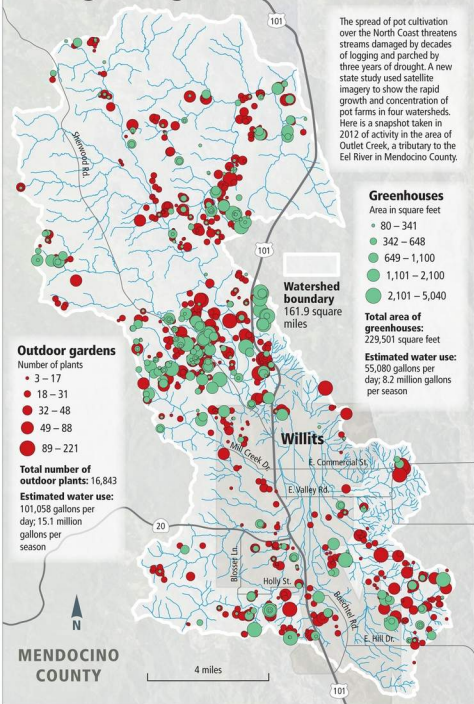 101
The spread of pot cultivation
over the North Coast threatens
streams damaged by decades
of logging and parched by
three years of drought. A new
state study used satellite
imagery to show the rapid
growth and concentration of
pot farms in four watersheds.
Here is a snapshot taken in
2012 of activity in the area of
Outlet Creek, a tributary to the
Eel River in Mendocino County.
Sherwood Rd.
Greenhouses
Area in square feet
80 – 341
342 – 648
649 – 1,100
1,101 – 2,100
2,101 – 5,040
Total area of
greenhouses:
229,501 square feet
Estimated water use:
55,080 gallons per
day; 8.2 million gallons
per season
101
Watershed
boundary
161.9 square
miles
Outdoor gardens
Number of plants
3 – 17
18 – 31
32 – 48
49 – 88
89 – 221
Total number of
outdoor plants: 16,843
Estimated water use:
101,058 gallons per
day; 15.1 million
gallons per
season
Willits
Mill Creek Dr.
E. Commercial St.
E. Valley Rd.
20
Blosser Ln.
Holly St.
Baechtel Rd.
E. Hill Dr.
N
MENDOCINO
COUNTY
4 miles
101